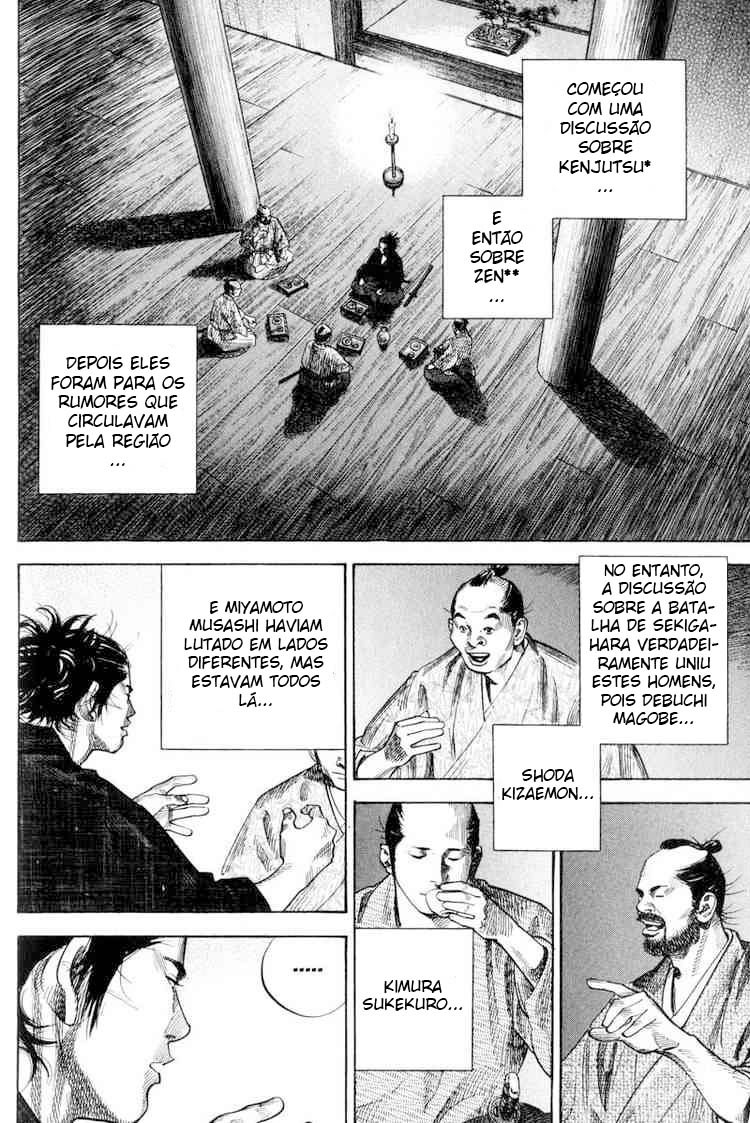 COMEÇOU
COM UMA
DISCUSSÃO
SOBRE
KENJUTSU*
...
E
ENTÃO
SOBRE
ZEN**
...
DEPOIS ELES
FORAM PARA OS
RUMORES QUE
CIRCULAVAM
PELA REGIÃO
...
NO ENTANTO,
A DISCUSSÃO
SOBRE A BATA-
LHA DE SEKIGA-
HARA VERDADEI-
RAMENTE UNIU
ESTES HOMENS,
POIS DEBUCHI
MAGOBE...
SHODA
KIZAEMON...
KIMURA
SUKEKURO...
E MIYAMOTO
MUSASHI HAVIAM
LUTADO EM LADOS
DIFERENTES, MAS
ESTAVAM TODOS
LÁ...
......